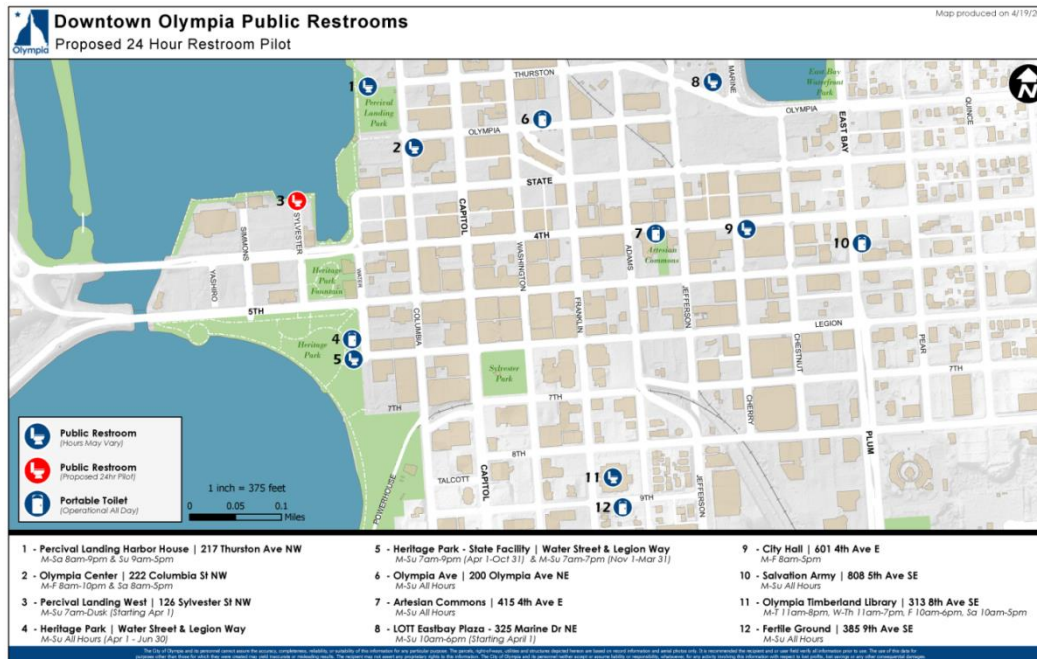 Downtown Olympia Public Restrooms
Proposed 24 Hour Restroom Pilot
Olympia
Map produced on 4/19/2
THURSTON
MARINE
East Bay
Waterfront
Park
N
1
Percival
Landing
Park
8
OLYMPIA
EAST BAY
QUINCE
6
2
OLYMPIA
STATE
3
SYLVESTER
SIMMONS
YASHIRO
CAPITOL
4TH
WASHINGTON
7
Artesian
Commons
ADAMS
9
10
Heritage
Park
Fountain
WATER
5TH
COLUMBIA
FRANKLIN
JEFFERSON
LEGION
CHESTNUT
PEAR
4
Heritage
Park
5
Sylvester
Park
7TH
7TH
7TH
CHERRY
PLUM
8TH
TALCOTT
CAPITOL
POWERHOUSE
11
12
9TH
JEFFERSON
Public Restroom
(Hours May Vary)
Public Restroom
(Proposed 24hr Pilot)
Portable Toilet
(Operational All Day)
1 inch = 375 feet
0 0.05 0.1
Miles
1 - Percival Landing Harbor House | 217 Thurston Ave NW
M-Sa 8am-9pm & Su 9am-5pm
2 - Olympia Center | 222 Columbia St NW
M-F 8am-10pm & Sa 8am-5pm
3 - Percival Landing West | 126 Sylvester St NW
M-Su 7am-Dusk (Starting Apr 1)
4 - Heritage Park | Water Street & Legion Way
M-Su All Hours (Apr 1 - Jun 30)
5 - Heritage Park - State Facility | Water Street & Legion Way
M-Su 7am-9pm (Apr 1-Oct 31) & M-Su 7am-7pm (Nov 1-Mar 31)
6 - Olympia Ave | 200 Olympia Ave NE
M-Su All Hours
7 - Artesian Commons | 415 4th Ave E
M-Su All Hours
8 - LOTT Eastbay Plaza - 325 Marine Dr NE
M-Su 10am-6pm (Starting April 1)
9 - City Hall | 601 4th Ave E
M-F 8am-5pm
10 - Salvation Army | 808 5th Ave SE
M-Su All Hours
11 - Olympia Timberland Library | 313 8th Ave SE
M-T 11am-8pm, W-Th 11am-7pm, F 10am-6pm, Sa 10am-5pm
12 - Fertile Ground | 385 9th Ave SE
M-Su All Hours